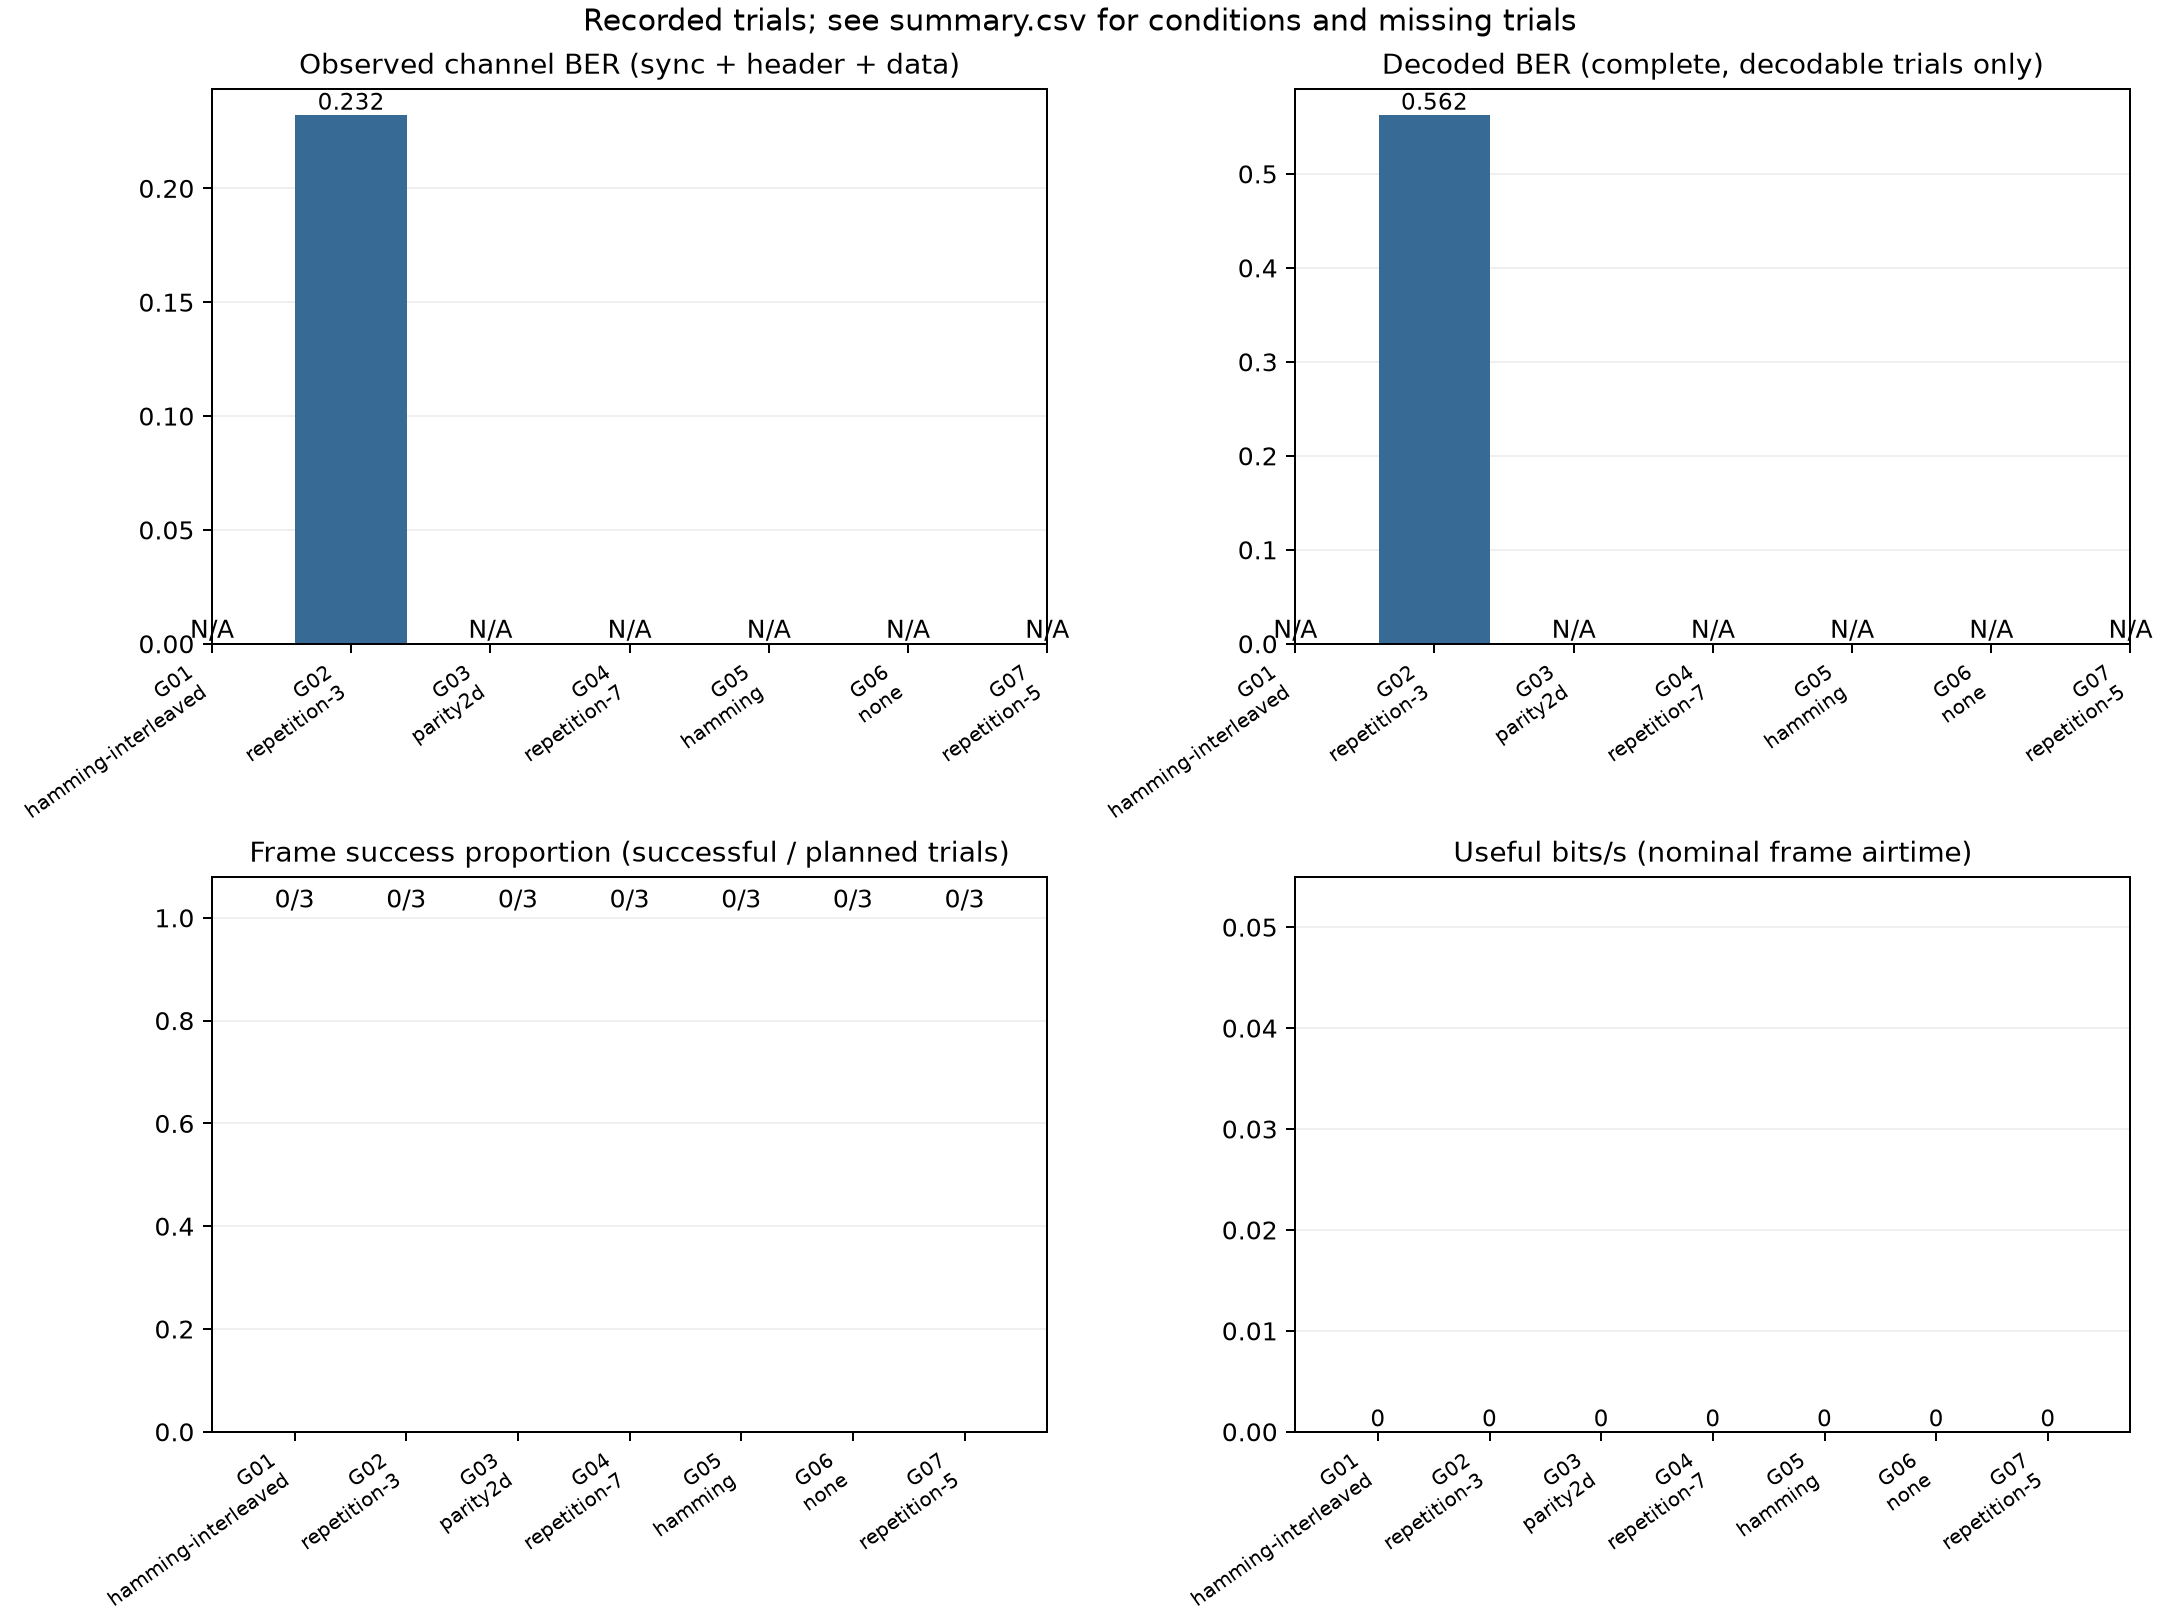 Recorded trials; see summary.csv for conditions and missing trials
Observed channel BER (sync + header + data)
0.232
0.20
0.15
0.10
0.05
0.00
N/A
N/A
N/A
N/A
N/A
N/A
G01
hamming-interleaved
G02
repetition-3
G03
parity2d
G04
repetition-7
G05
hamming
G06
none
G07
repetition-5
Decoded BER (complete, decodable trials only)
0.562
0.5
0.4
0.3
0.2
0.1
0.0
N/A
N/A
N/A
N/A
N/A
N/A
G01
hamming-interleaved
G02
repetition-3
G03
parity2d
G04
repetition-7
G05
hamming
G06
none
G07
repetition-5
Frame success proportion (successful / planned trials)
0/3
0/3
0/3
0/3
0/3
0/3
0/3
1.0
0.8
0.6
0.4
0.2
0.0
G01
hamming-interleaved
G02
repetition-3
G03
parity2d
G04
repetition-7
G05
hamming
G06
none
G07
repetition-5
Useful bits/s (nominal frame airtime)
0.05
0.04
0.03
0.02
0.01
0.00
0
0
0
0
0
0
0
G01
hamming-interleaved
G02
repetition-3
G03
parity2d
G04
repetition-7
G05
hamming
G06
none
G07
repetition-5